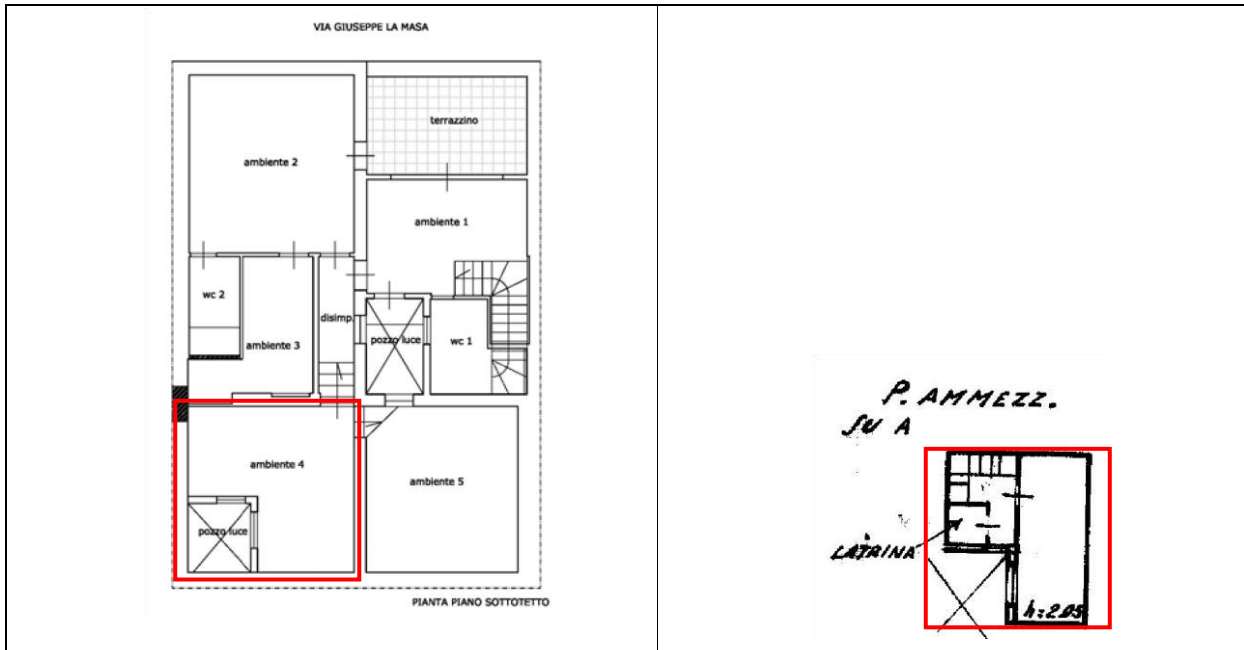 VIA GIUSEPPE LA MASA
terrazzino
ambiente 2
ambiente 1
wc 2
disimp.
pozzo luce
wc 1
ambiente 3
ambiente 4
ambiente 5
pozzo luce
PIANTA PIANO SOTTOTETTO
P. AMMEZZ.
SU A
LATRINA
h:2.05